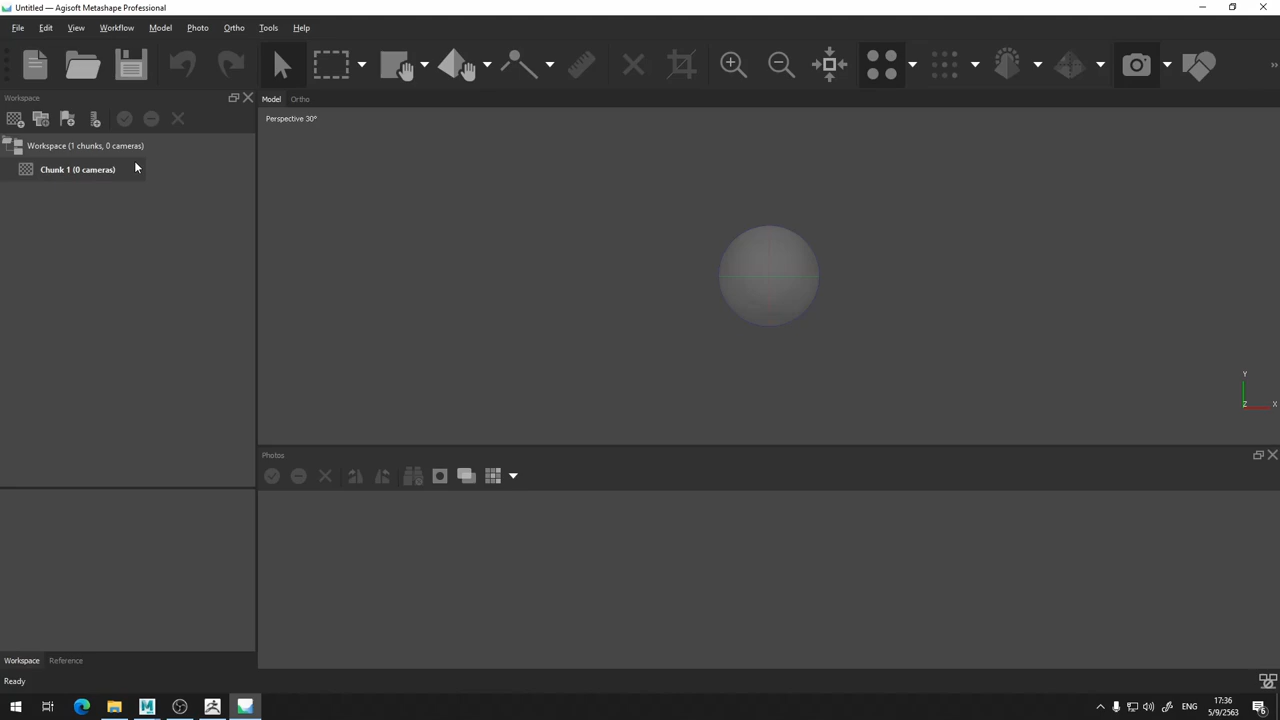 Untitled — Agisoft Metashape Professional
File Edit View Workflow Model Photo Ortho Tools Help
Workspace
Model Ortho
Perspective 30°
Workspace (1 chunks, 0 cameras)
Chunk 1 (0 cameras)
Y
Z X
Photos
Workspace Reference
Ready
17:36
ENG
5/9/2563
5